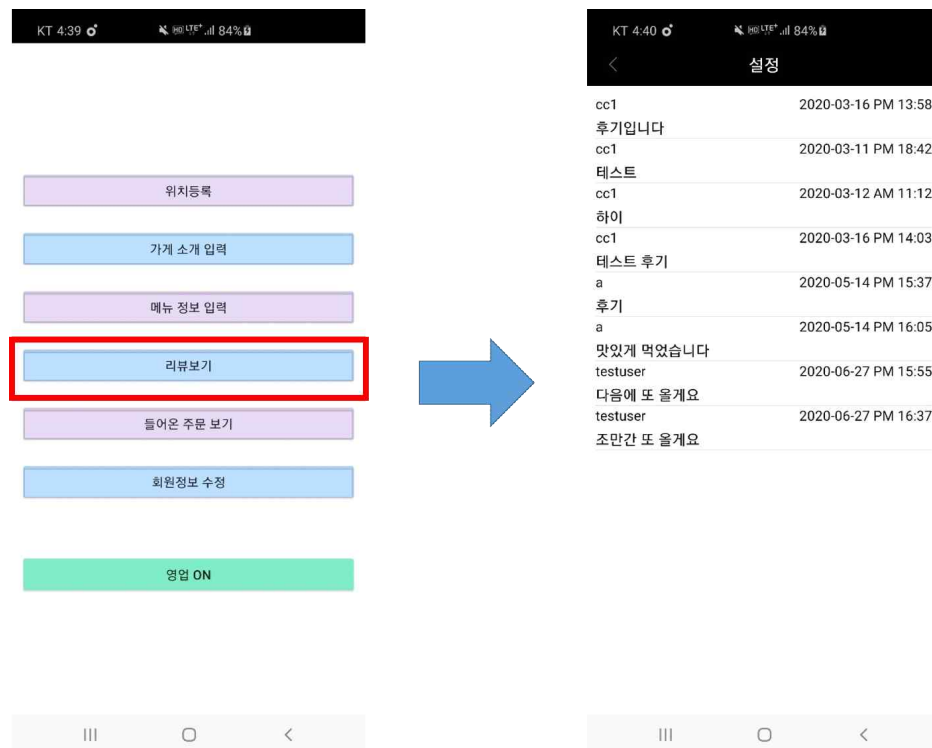 KT 4:39 84%
위치등록
가게 소개 입력
메뉴 정보 입력
리뷰보기
들어온 주문 보기
회원정보 수정
영업 ON
KT 4:40 84%
설정
cc1 2020-03-16 PM 13:58
후기입니다
cc1 2020-03-11 PM 18:42
테스트
cc1 2020-03-12 AM 11:12
하이
cc1 2020-03-16 PM 14:03
테스트 후기
a 2020-05-14 PM 15:37
후기
a 2020-05-14 PM 16:05
맛있게 먹었습니다
testuser 2020-06-27 PM 15:55
다음에 또 올게요
testuser 2020-06-27 PM 16:37
조만간 또 올게요